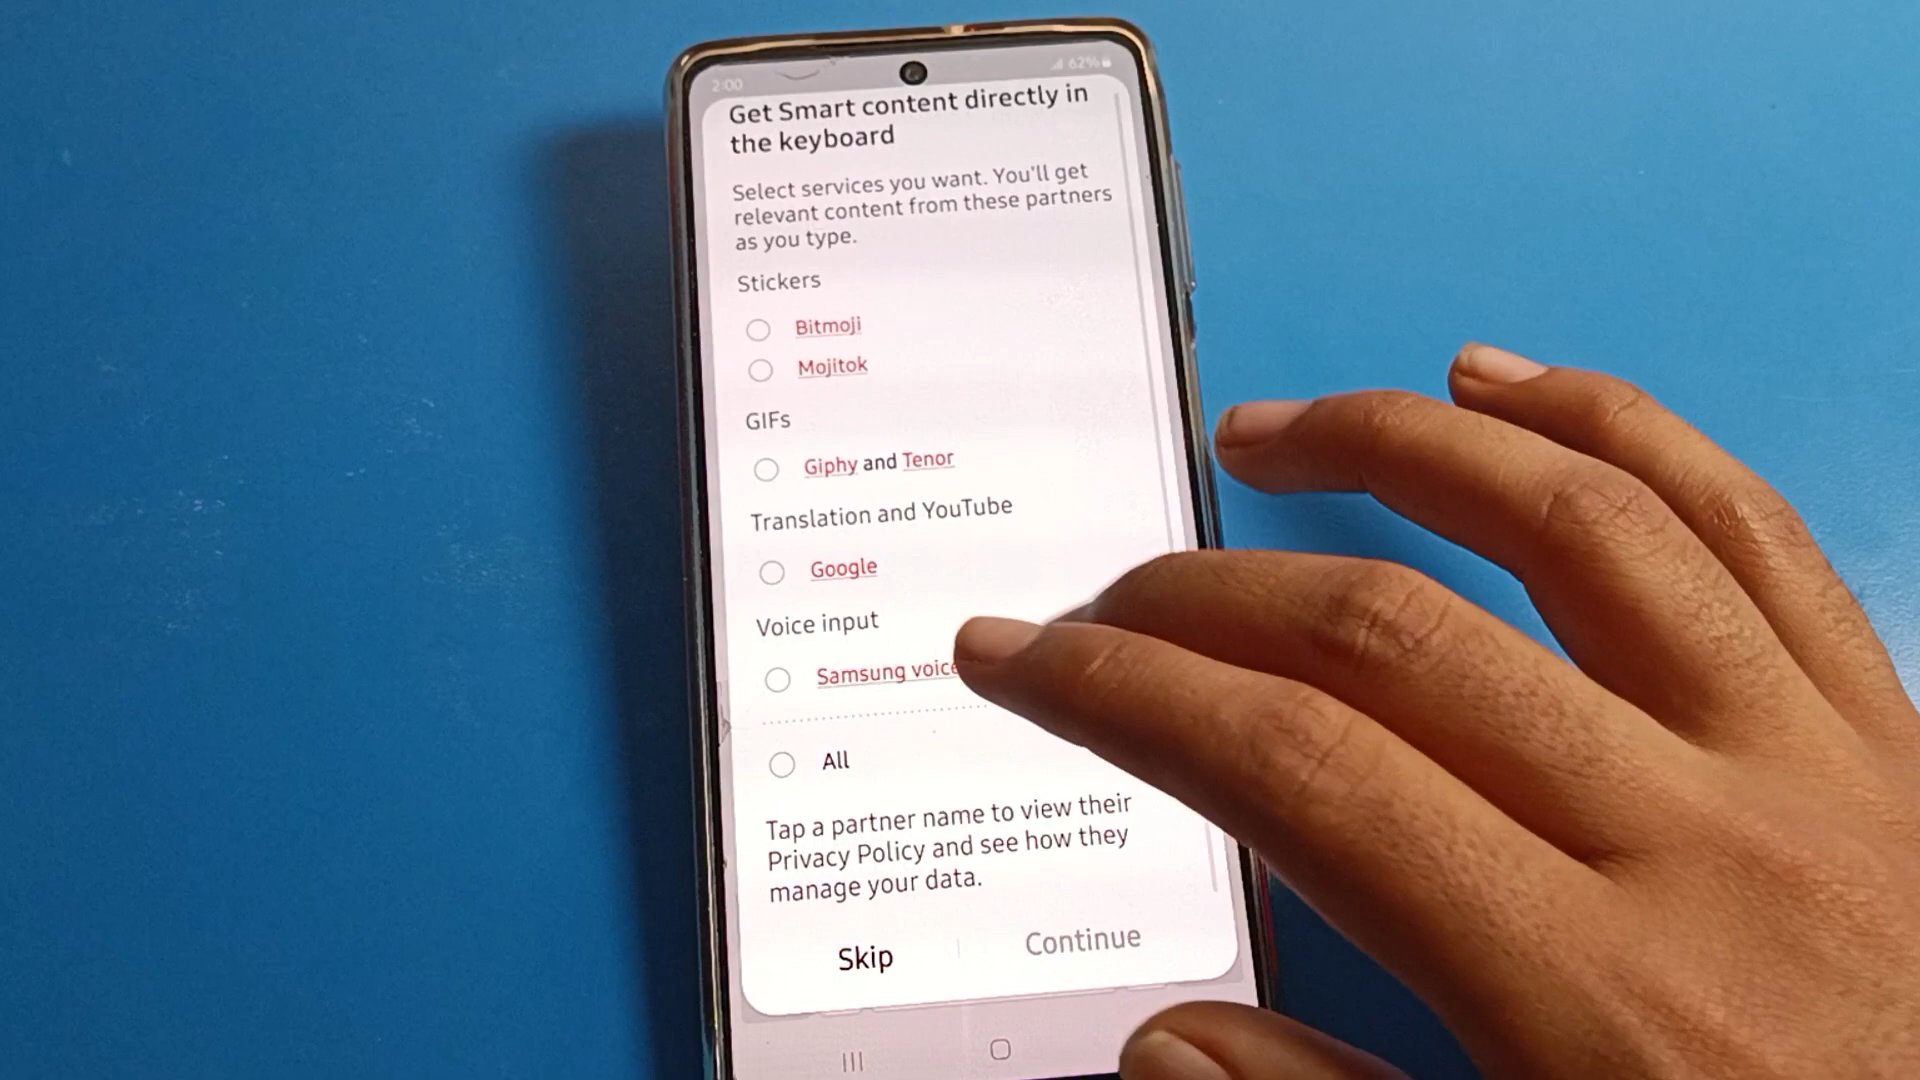 2:00
62%
Get Smart content directly in
the keyboard
Select services you want. You'll get
relevant content from these partners
as you type.
Stickers
Bitmoji
Mojitok
GIFs
Giphy and Tenor
Translation and YouTube
Google
Voice input
Samsung voice
All
Tap a partner name to view their
Privacy Policy and see how they
manage your data.
Skip
Continue